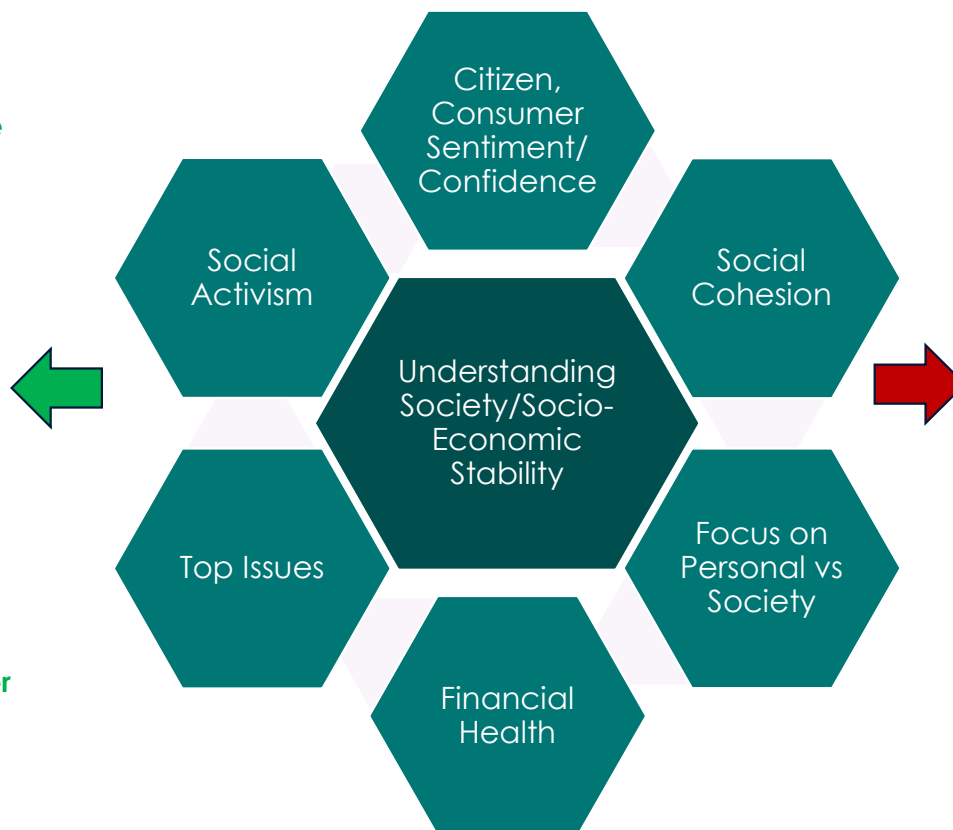 Citizen,
Consumer
Sentiment/
Confidence
Social
Activism
Social
Cohesion
Understanding
Society/Socio-
Economic
Stability
Top Issues
Focus on
Personal vs
Society
Financial
Health